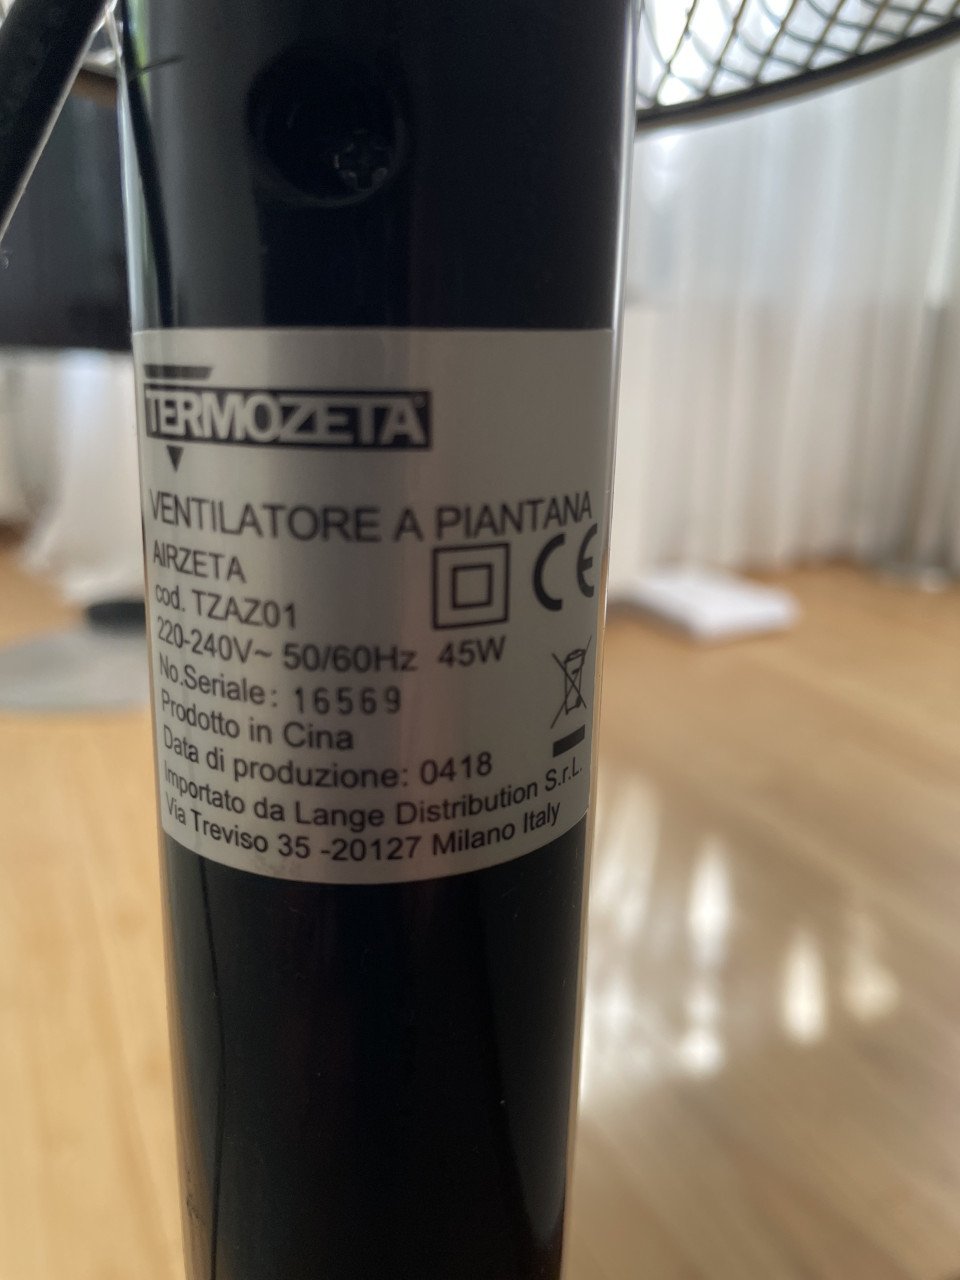 TERMOZETA®
VENTILATORE A PIANTANA
AIRZETA
cod. TZAZ01
CE
220-240V~ 50/60Hz 45W
No.Seriale: 16569
Prodotto in Cina
Data di produzione: 0418
Importato da Lange Distribution S.r.L.
Via Treviso 35 -20127 Milano Italy